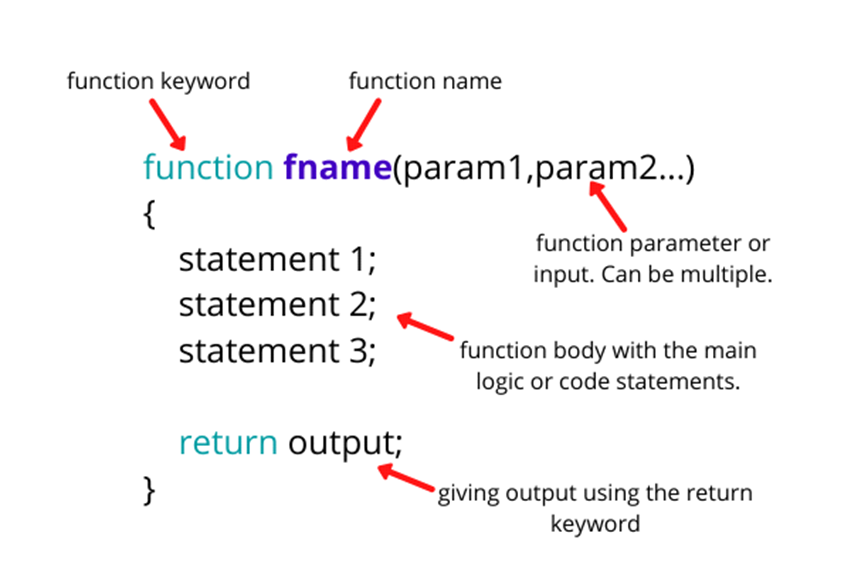 function keyword
function name
function fname(param1,param2...)
{
function parameter or
input. Can be multiple.
statement 1;
statement 2;
statement 3;
function body with the main
logic or code statements.
return output;
}
giving output using the return
keyword